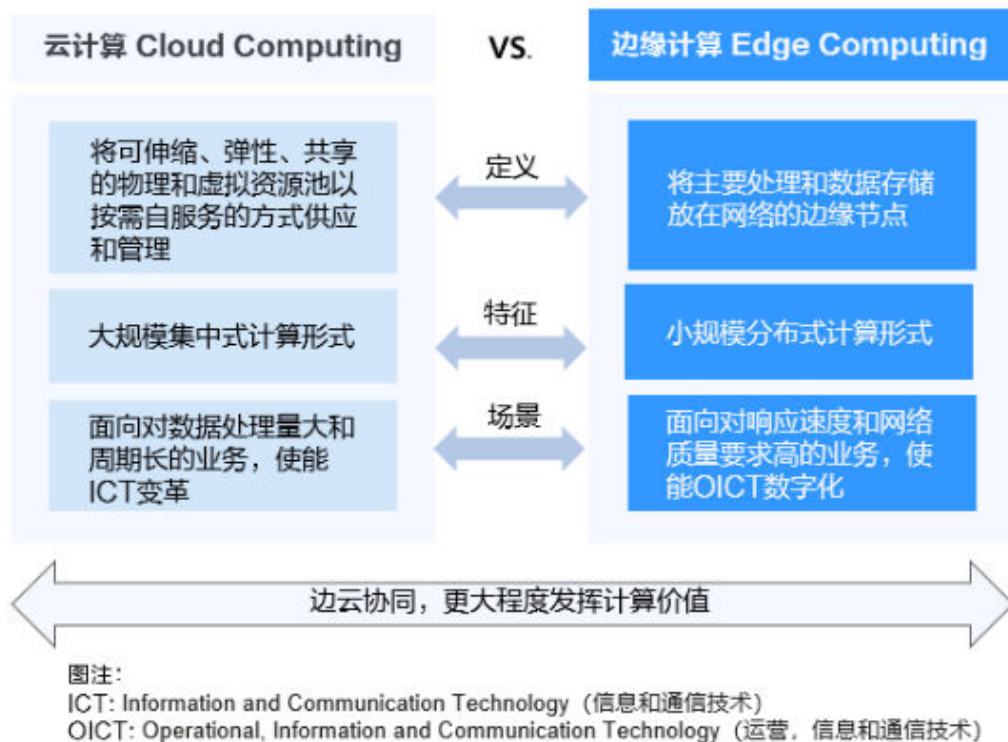 云计算 Cloud Computing
VS.
边缘计算 Edge Computing
将可伸缩、弹性、共享
的物理和虚拟资源池以
按需自服务的方式供应
和管理
定义
将主要处理和数据存储
放在网络的边缘节点
大规模集中式计算形式
特征
小规模分布式计算形式
面向对数据处理量大和
周期长的业务，使能
ICT变革
场景
面向对响应速度和网络
质量要求高的业务，使
能OICT数字化
边云协同，更大程度发挥计算价值
图注：
ICT: Information and Communication Technology（信息和通信技术）
OICT: Operational, Information and Communication Technology（运营，信息和通信技术）